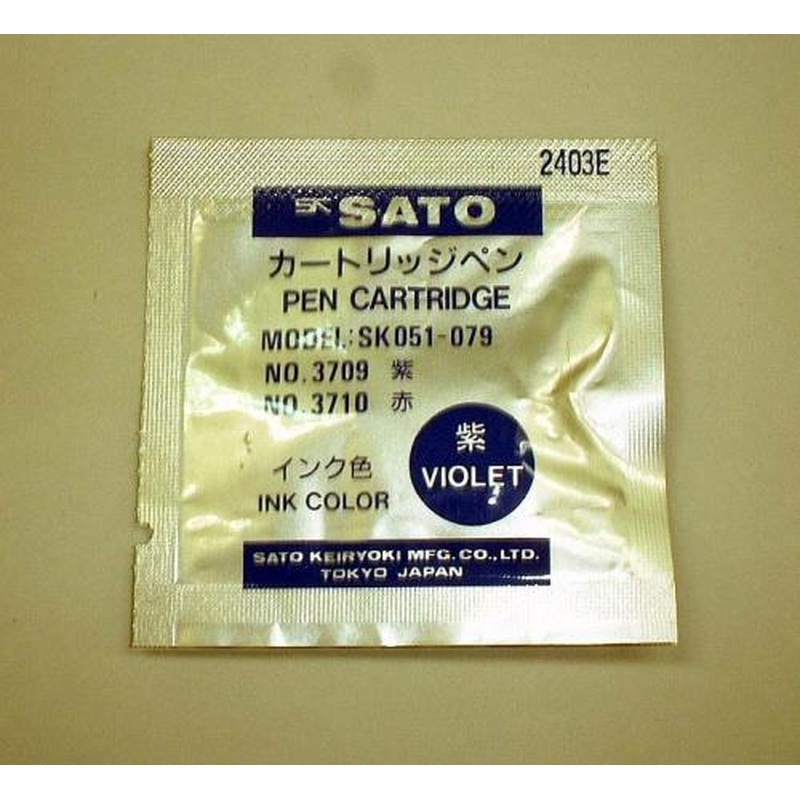 2403E
SK SATO
カートリッジペン
PEN CARTRIDGE
MODEL:SK051-079
NO.3709 紫
NO.3710 赤
紫
インク色 VIOLET
INK COLOR
SATO KEIRYOKI MFG.CO.,LTD.
TOKYO JAPAN